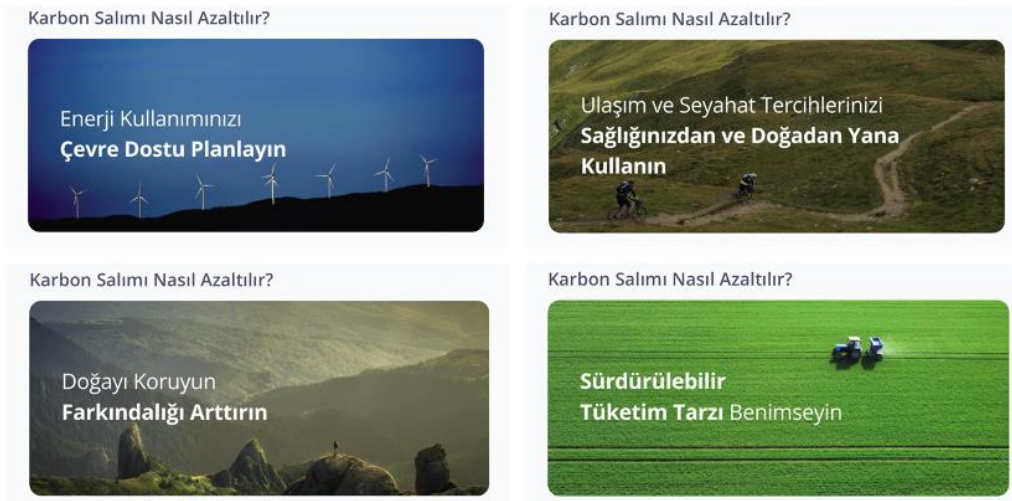 Karbon Salımı Nasıl Azaltılır?
Enerji Kullanımınızı
Çevre Dostu Planlayın
Karbon Salımı Nasıl Azaltılır?
Ulaşım ve Seyahat Tercihlerinizi
Sağlığınızdan ve Doğadan Yana
Kullanın
Karbon Salımı Nasıl Azaltılır?
Doğayı Koruyun
Farkındalığı Arttırın
Karbon Salımı Nasıl Azaltılır?
Sürdürülebilir
Tüketim Tarzı Benimseyin